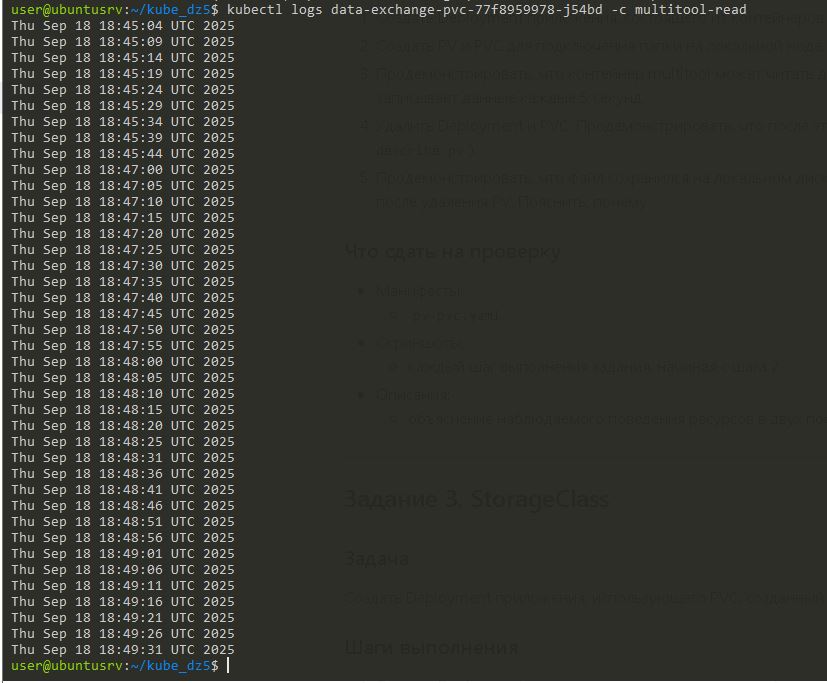 user@ubuntusrv:~/kube_dz5$ kubectl logs data-exchange-pvc-77f8959978-j54bd -c multitool-read
Thu Sep 18 18:45:04 UTC 2025
Thu Sep 18 18:45:09 UTC 2025
Thu Sep 18 18:45:14 UTC 2025
Thu Sep 18 18:45:19 UTC 2025
Thu Sep 18 18:45:24 UTC 2025
Thu Sep 18 18:45:29 UTC 2025
Thu Sep 18 18:45:34 UTC 2025
Thu Sep 18 18:45:39 UTC 2025
Thu Sep 18 18:45:44 UTC 2025
Thu Sep 18 18:47:00 UTC 2025
Thu Sep 18 18:47:05 UTC 2025
Thu Sep 18 18:47:10 UTC 2025
Thu Sep 18 18:47:15 UTC 2025
Thu Sep 18 18:47:20 UTC 2025
Thu Sep 18 18:47:25 UTC 2025
Thu Sep 18 18:47:30 UTC 2025
Thu Sep 18 18:47:35 UTC 2025
Thu Sep 18 18:47:40 UTC 2025
Thu Sep 18 18:47:45 UTC 2025
Thu Sep 18 18:47:50 UTC 2025
Thu Sep 18 18:47:55 UTC 2025
Thu Sep 18 18:48:00 UTC 2025
Thu Sep 18 18:48:05 UTC 2025
Thu Sep 18 18:48:10 UTC 2025
Thu Sep 18 18:48:15 UTC 2025
Thu Sep 18 18:48:20 UTC 2025
Thu Sep 18 18:48:25 UTC 2025
Thu Sep 18 18:48:31 UTC 2025
Thu Sep 18 18:48:36 UTC 2025
Thu Sep 18 18:48:41 UTC 2025
Thu Sep 18 18:48:46 UTC 2025
Thu Sep 18 18:48:51 UTC 2025
Thu Sep 18 18:48:56 UTC 2025
Thu Sep 18 18:49:01 UTC 2025
Thu Sep 18 18:49:06 UTC 2025
Thu Sep 18 18:49:11 UTC 2025
Thu Sep 18 18:49:16 UTC 2025
Thu Sep 18 18:49:21 UTC 2025
Thu Sep 18 18:49:26 UTC 2025
Thu Sep 18 18:49:31 UTC 2025
user@ubuntusrv:~/kube_dz5$
2. Создать PV и PVC для подключения папки на локальной ноде
3. Продемонстрировать, что контейнер multitool может читать
записывает данные каждые 5 секунд
4. Удалить Deployment и PVC. Продемонстрировать, что после
describe pv
5. Продемонстрировать, что файл сохранился на локальном
после удаления PV. Пояснить, почему
Что сдать на проверку
Манифесты:
pv-pvc.yaml
Скриншоты:
каждый шаг выполнения задания, начиная с шага 2
Описания:
объяснение наблюдаемого поведения ресурсов в двух
Задание 3. StorageClass
Задача
Создать Deployment приложения, использующего PVC, созданный
Шаги выполнения